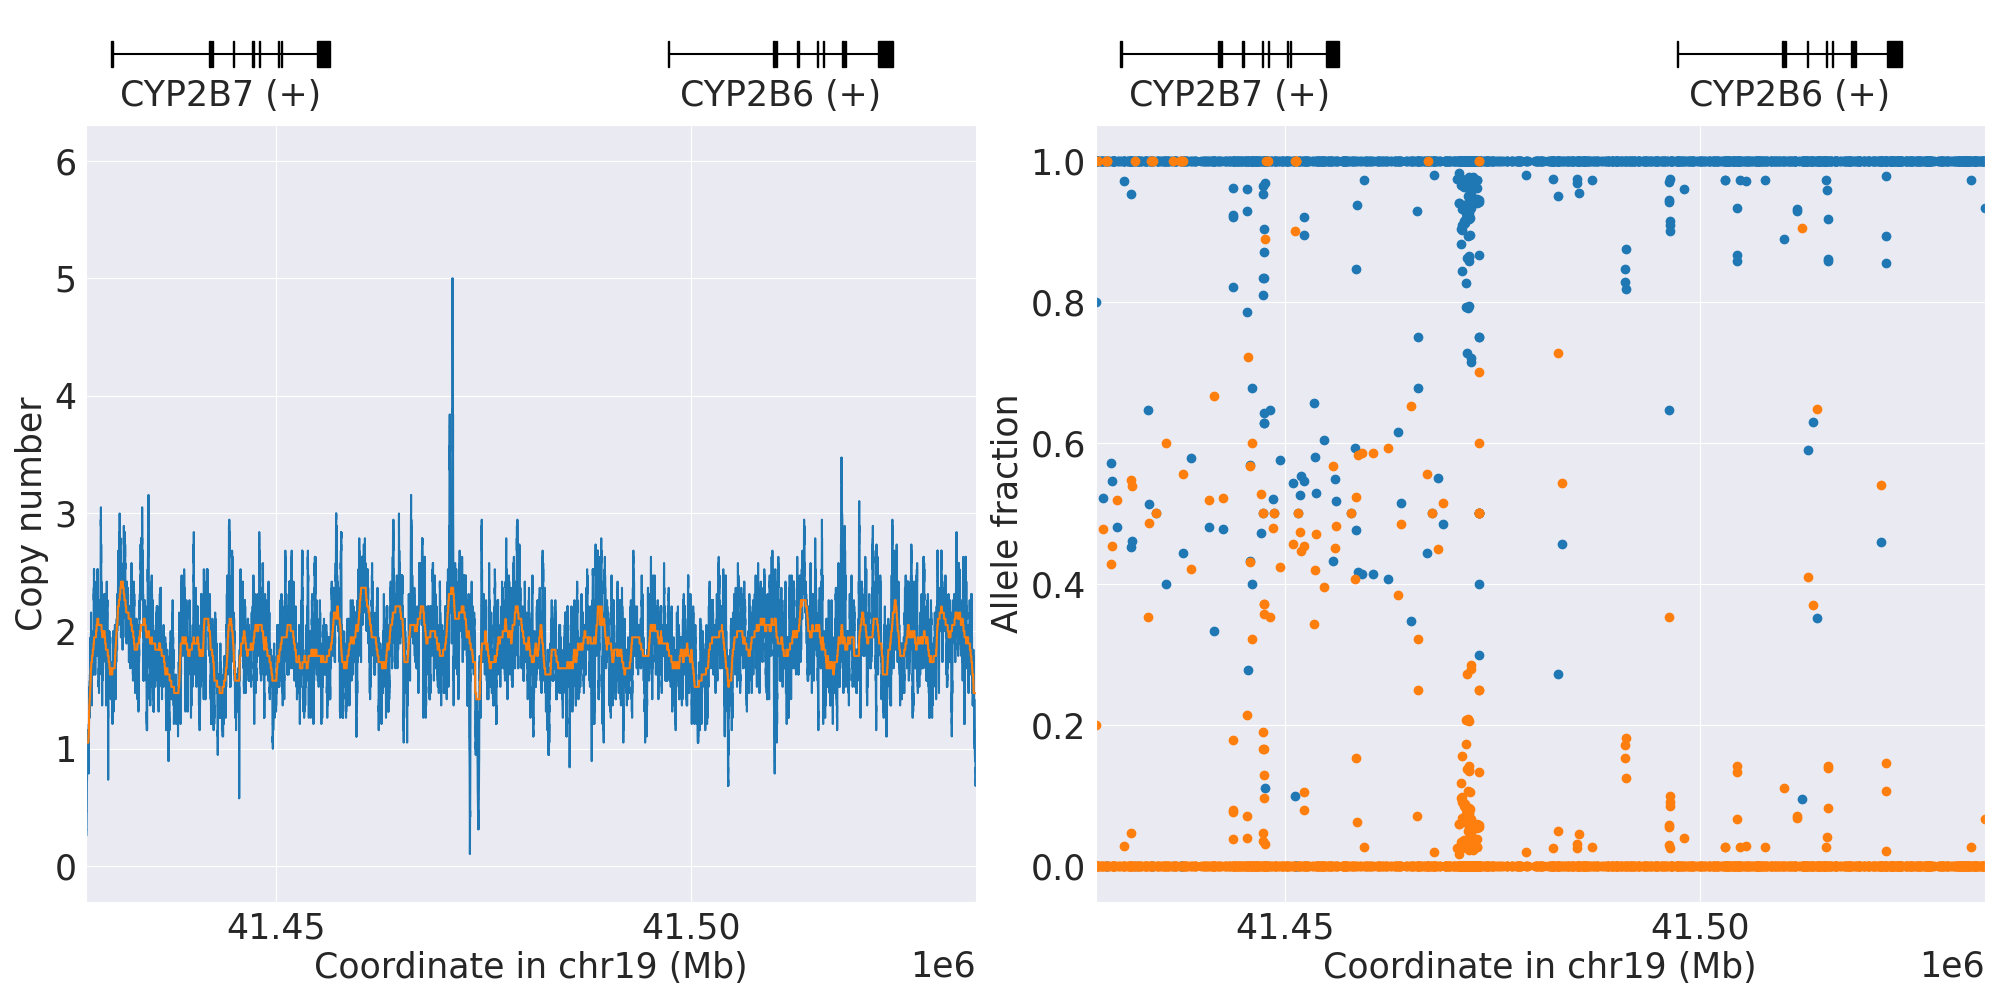 CYP2B7 (+)
CYP2B6 (+)
6
5
4
3
2
1
0
Copy number
41.45
41.50
Coordinate in chr19 (Mb)
1e6
CYP2B7 (+)
CYP2B6 (+)
1.0
0.8
0.6
0.4
0.2
0.0
Allele fraction
41.45
41.50
Coordinate in chr19 (Mb)
1e6